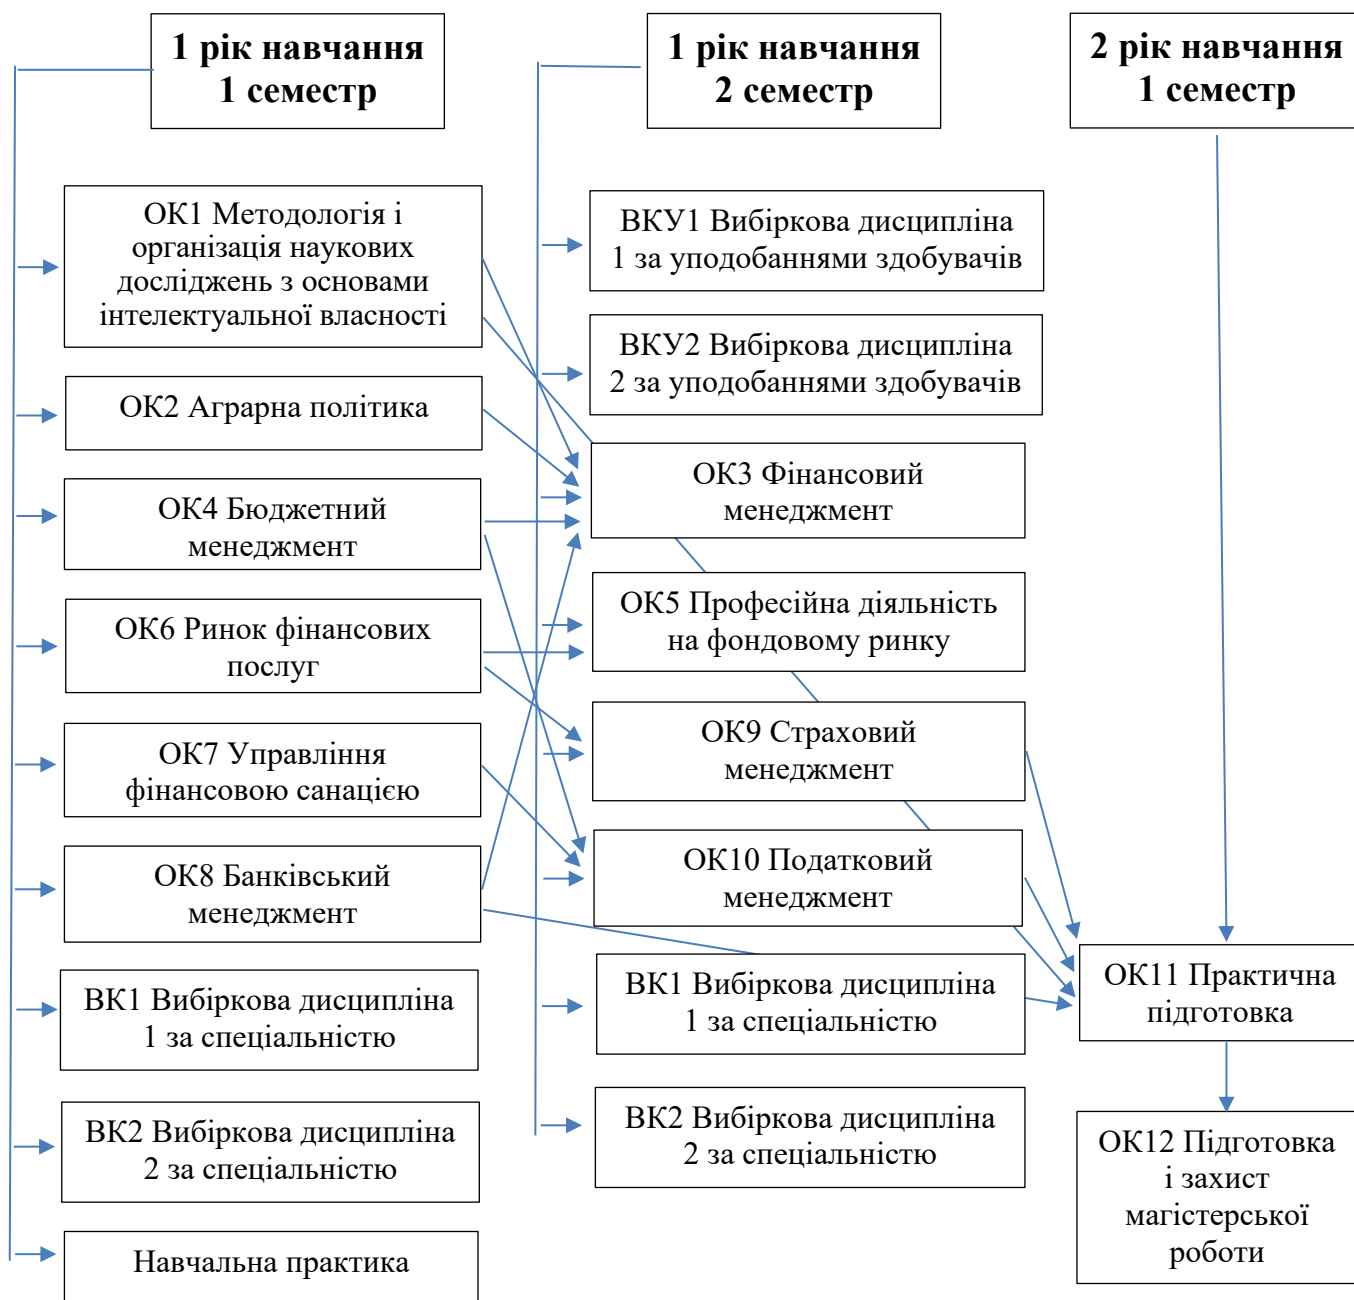 1 рік навчання
1 семестр
ОК1 Методологія і
організація наукових
досліджень з основами
інтелектуальної власності
ОК2 Аграрна політика
ОК4 Бюджетний
менеджмент
ОК6 Ринок фінансових
послуг
ОК7 Управління
фінансовою санацією
ОК8 Банківський
менеджмент
ВК1 Вибіркова дисципліна
1 за спеціальністю
ВК2 Вибіркова дисципліна
2 за спеціальністю
Навчальна практика
1 рік навчання
2 семестр
ВКУ1 Вибіркова дисципліна
1 за уподобаннями здобувачів
ВКУ2 Вибіркова дисципліна
2 за уподобаннями здобувачів
ОК3 Фінансовий
менеджмент
ОК5 Професійна діяльність
на фондовому ринку
ОК9 Страховий
менеджмент
ОК10 Податковий
менеджмент
ВК1 Вибіркова дисципліна
1 за спеціальністю
ВК2 Вибіркова дисципліна
2 за спеціальністю
2 рік навчання
1 семестр
ОК11 Практична
підготовка
ОК12 Підготовка
і захист
магістерської
роботи